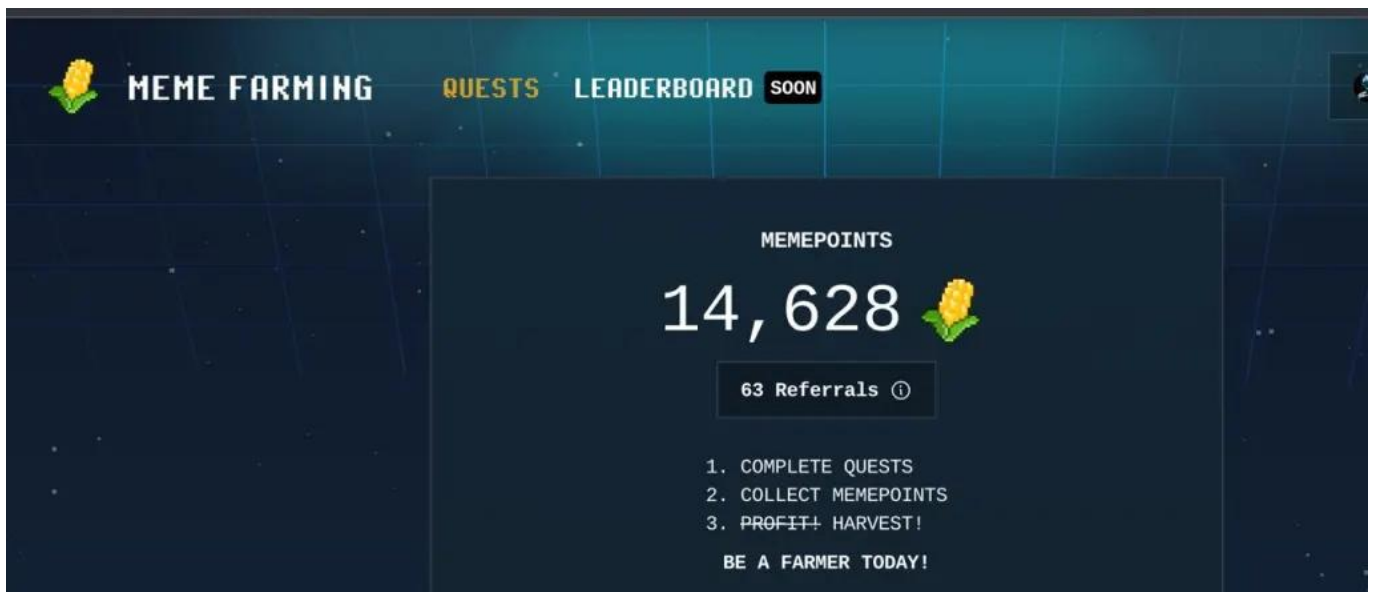 MEME FARMING QUESTS LEADERBOARD SOON
MEMEPOINTS
14,628
63 Referrals
1. COMPLETE QUESTS
2. COLLECT MEMEPOINTS
3. PROFIT! HARVEST!
BE A FARMER TODAY!